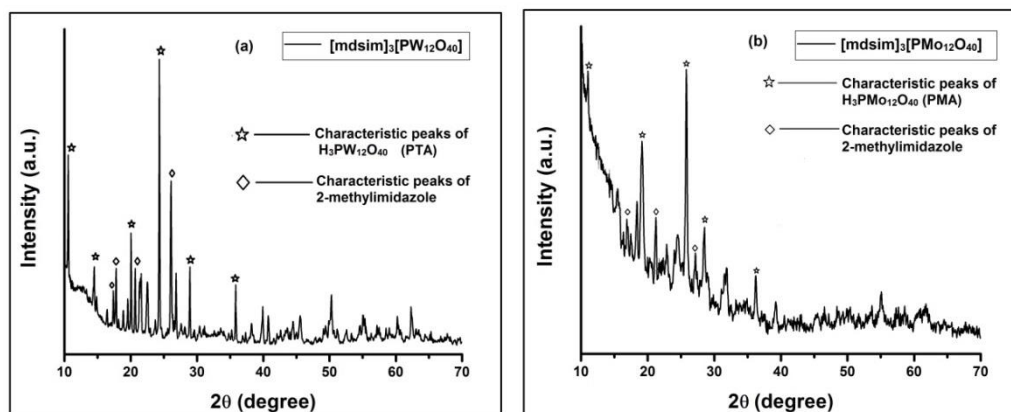 (a)
[mdsim]₃[PW₁₂O₄₀]
Characteristic peaks of
H₃PW₁₂O₄₀ (PTA)
Characteristic peaks of
2-methylimidazole
Intensity (a.u.)
10 20 30 40 50 60 70
2θ (degree)
(b)
[mdsim]₃[PMo₁₂O₄₀]
Characteristic peaks of
H₃PMo₁₂O₄₀ (PMA)
Characteristic peaks of
2-methylimidazole
Intensity (a.u.)
10 20 30 40 50 60 70
2θ (degree)